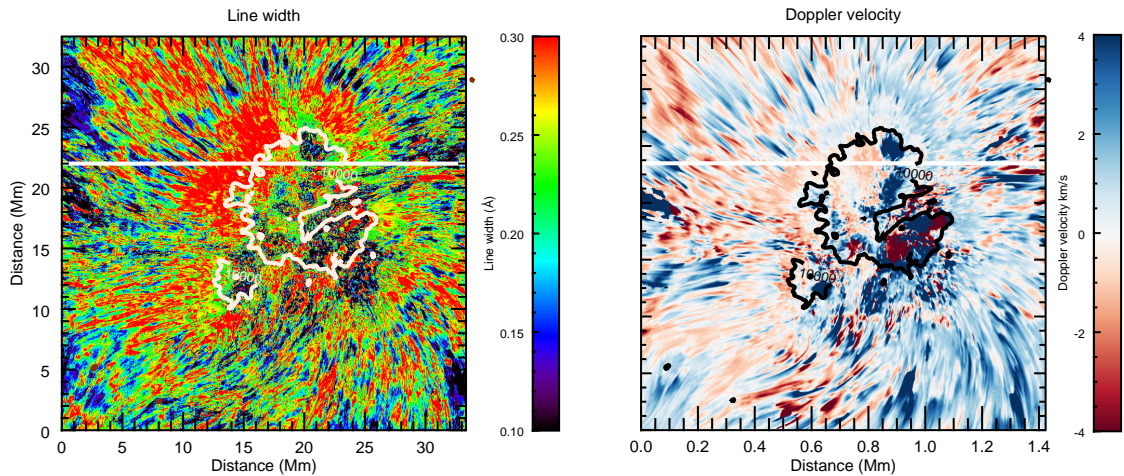 Line width
30
25
20
15
10
5
0
Distance (Mm)
0 5 10 15 20 25 30
Distance (Mm)
10000
10000
0.30
0.25
0.20
0.15
0.10
Line width (Å)
Doppler velocity
10000
10000
0.0 0.2 0.4 0.6 0.8 1.0 1.2 1.4
Distance (Mm)
4
2
0
-2
-4
Doppler velocity km/s